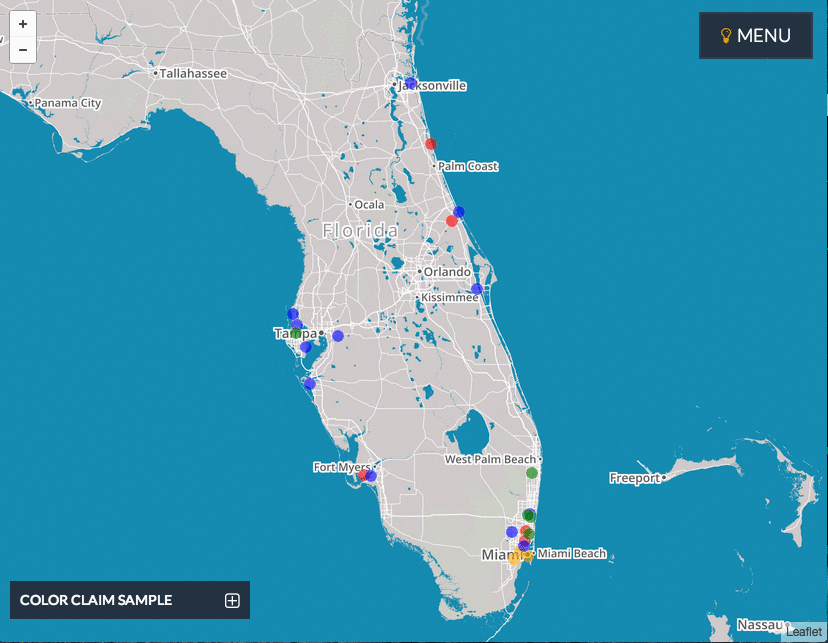 +
MENU
−
Tallahassee
Jacksonville
Panama City
Palm Coast
Ocala
Florida
Orlando
Kissimmee
Tampa
West Palm Beach
Fort Myers
Freeport
Miami
Miami Beach
COLOR CLAIM SAMPLE
Nassau
Leaflet